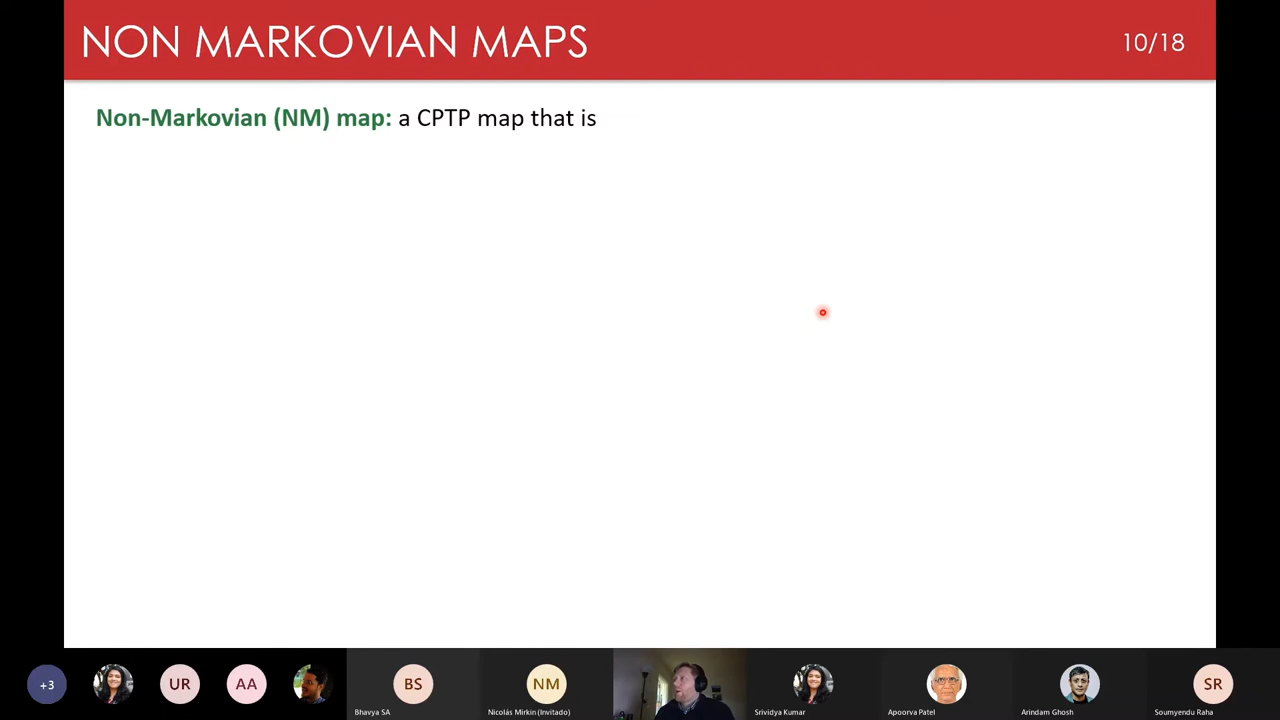 NON MARKOVIAN MAPS
10/18
Non-Markovian (NM) map: a CPTP map that is
+3
UR
AA
BS
NM
SR
Bhavya SA
Nicolás Mirkin (Invitado)
Srividya Kumar
Apoorva Patel
Arindam Ghosh
Soumyendu Raha